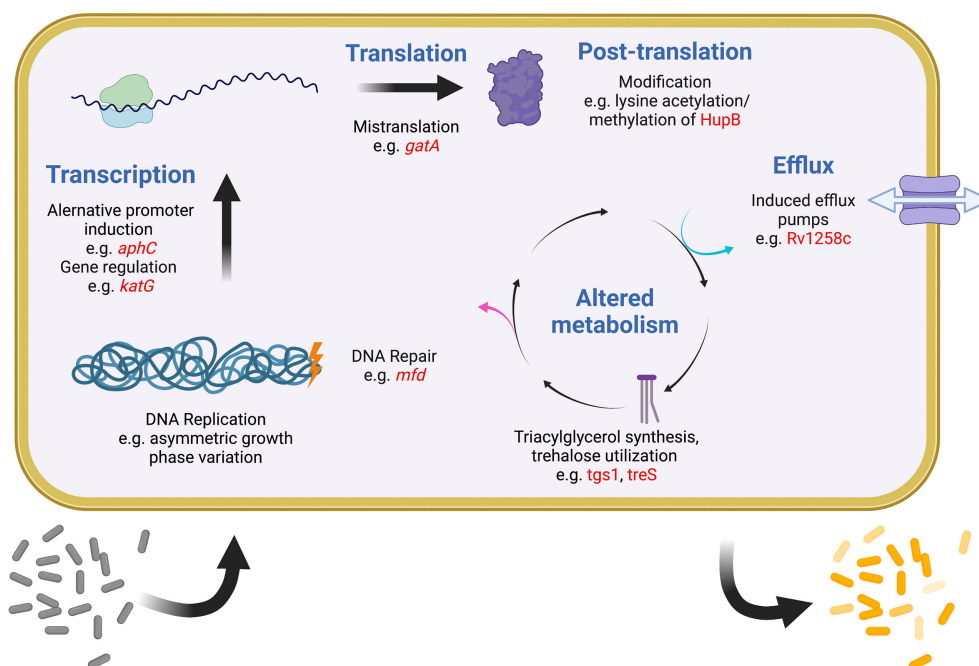 Translation
Mistranslation
e.g. gatA
Post-translation
Modification
e.g. lysine acetylation/
methylation of HupB
Transcription
Alernative promoter
induction
e.g. aphC
Gene regulation
e.g. katG
Efflux
Induced efflux
pumps
e.g. Rv1258c
Altered
metabolism
DNA Repair
e.g. mfd
DNA Replication
e.g. asymmetric growth
phase variation
Triacylglycerol synthesis,
trehalose utilization
e.g. tgs1, treS